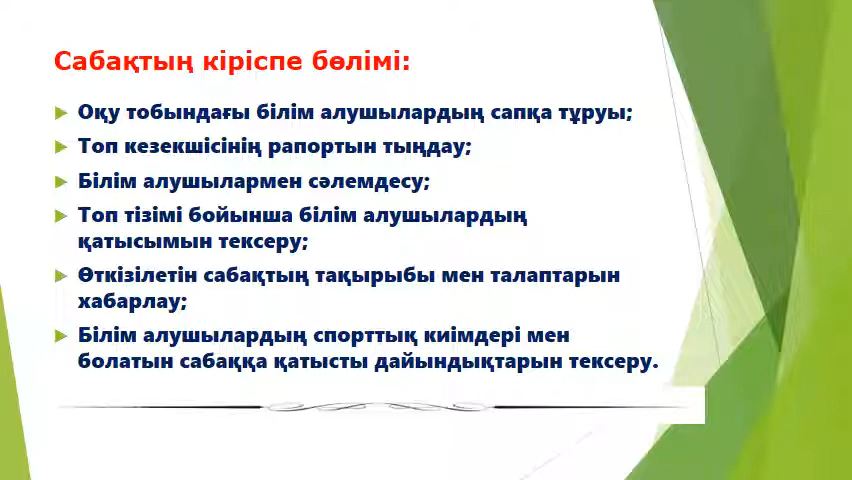 Сабақтың кіріспе бөлімі:
Оқу тобындағы білім алушылардың сапқа тұруы;
Топ кезекшісінің рапортын тыңдау;
Білім алушылармен сәлемдесу;
Топ тізімі бойынша білім алушылардың
қатысымын тексеру;
Өткізілетін сабақтың тақырыбы мен талаптарын
хабарлау;
Білім алушылардың спорттық киімдері мен
болатын сабаққа қатысты дайындықтарын тексеру.